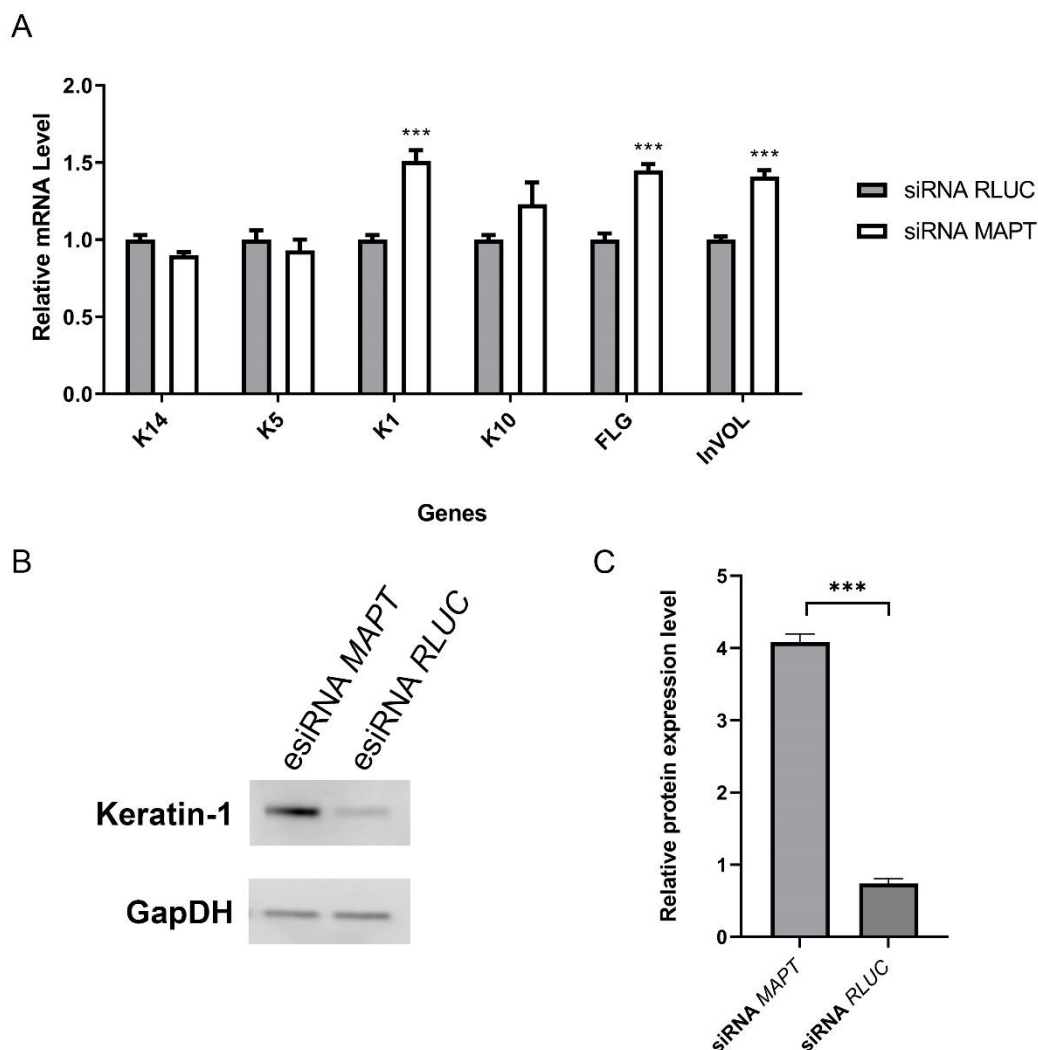 A
Relative mRNA Level
2.0
1.5
1.0
0.5
0.0
***
***
***
K14
K5
K1
K10
FLG
InVOL
Genes
siRNA RLUC
siRNA MAPT
B
esiRNA MAPT
esiRNA RLUC
Keratin-1
GapDH
C
Relative protein expression level
5
4
3
2
1
0
***
siRNA MAPT
siRNA RLUC